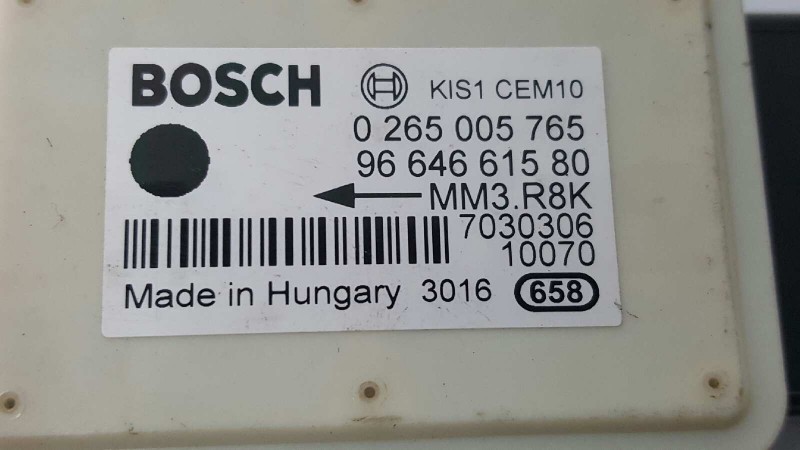 BOSCH KIS1 CEM10
0 265 005 765
96 646 615 80
MM3.R8K
7030306
10070
Made in Hungary 3016 658